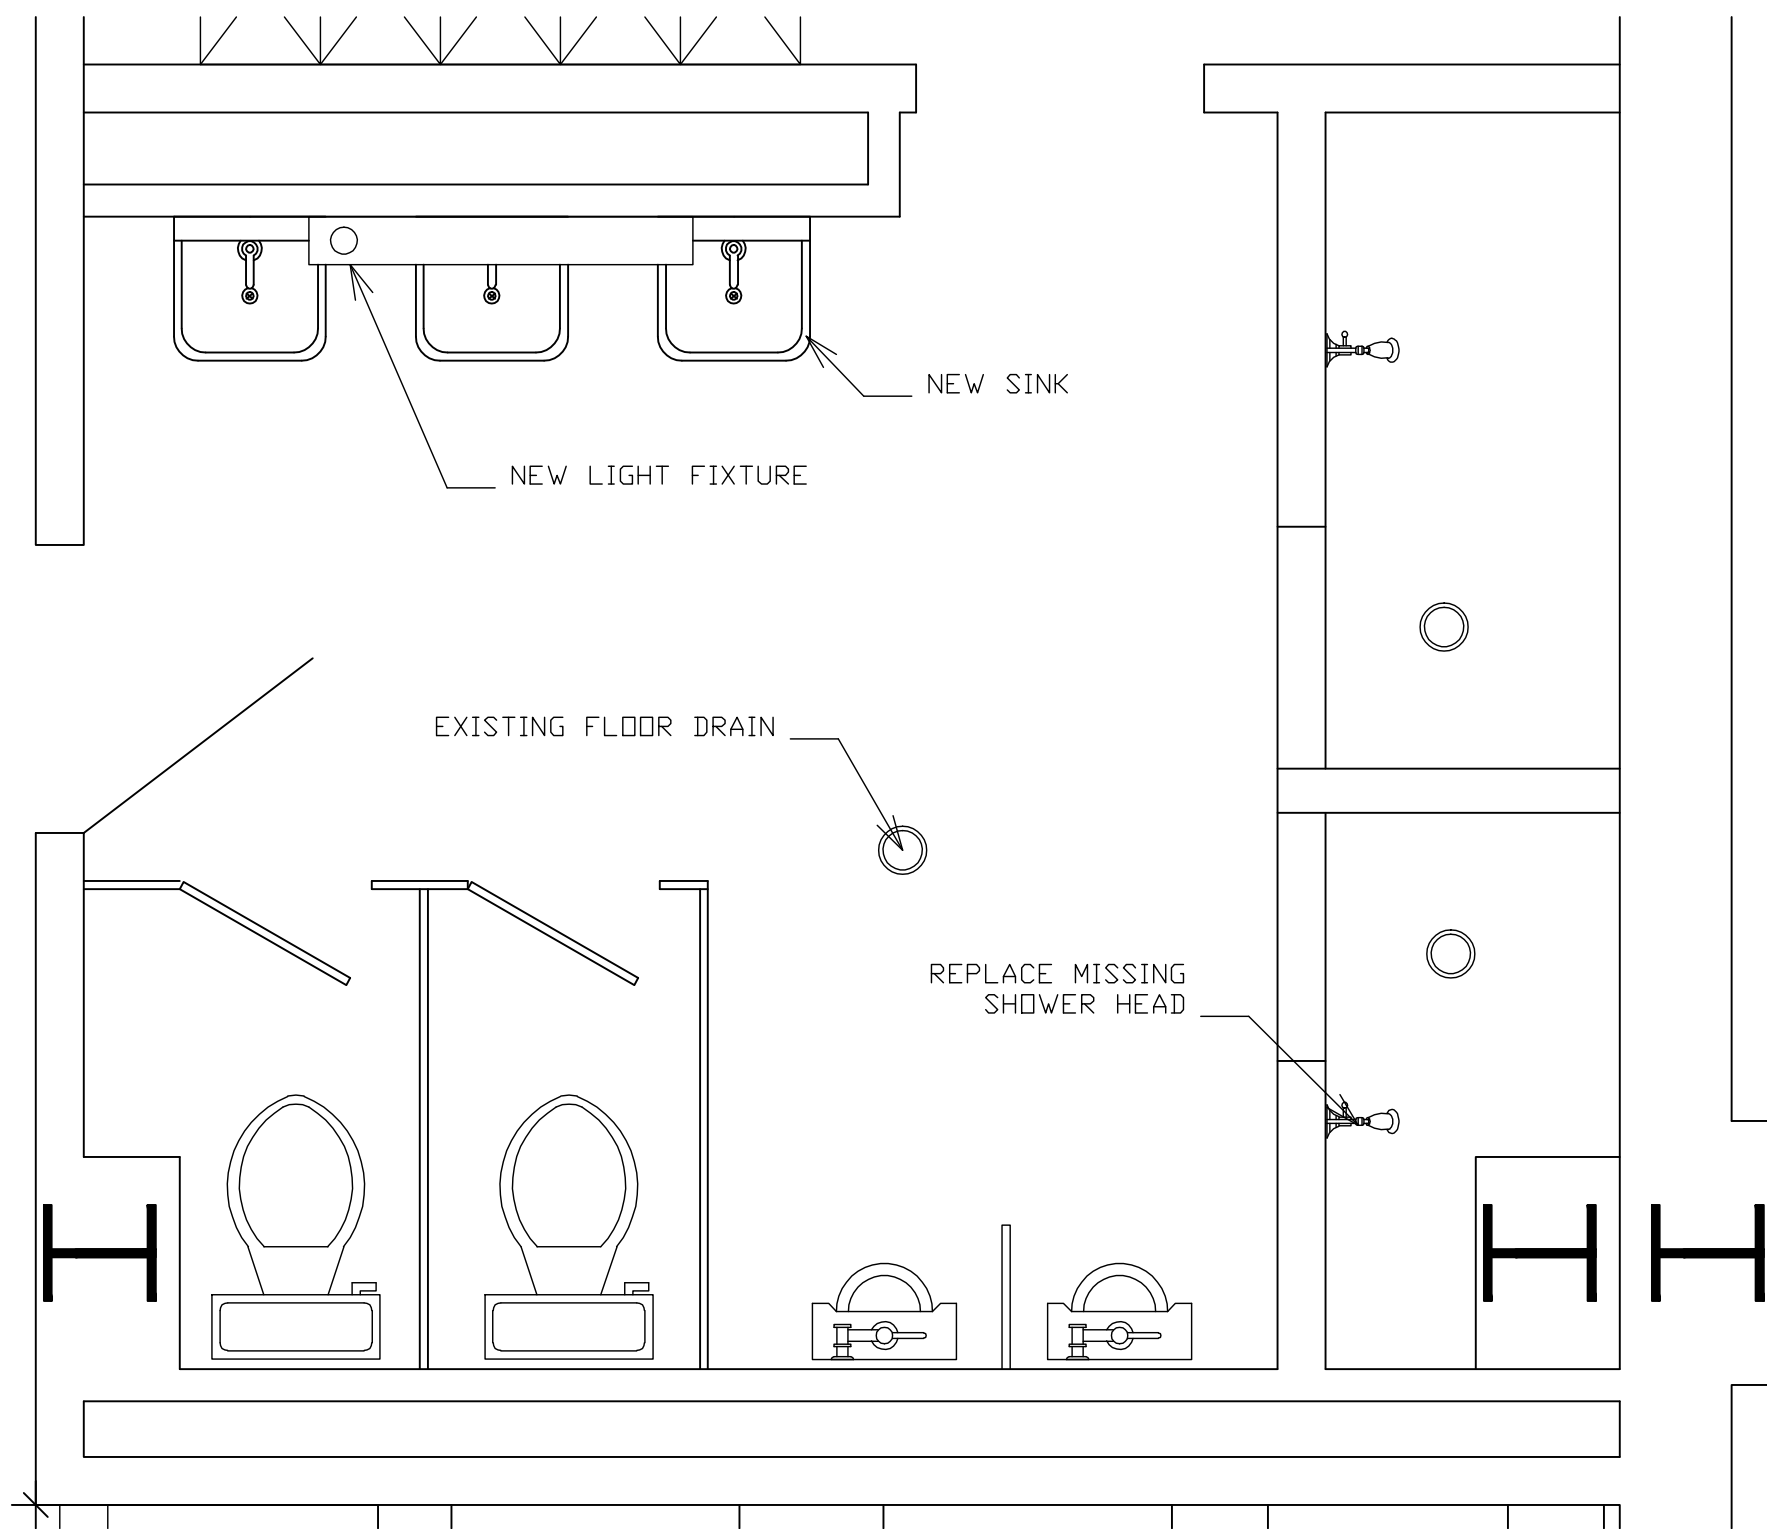 NEW SINK
NEW LIGHT FIXTURE
EXISTING FLOOR DRAIN
REPLACE MISSING
SHOWER HEAD